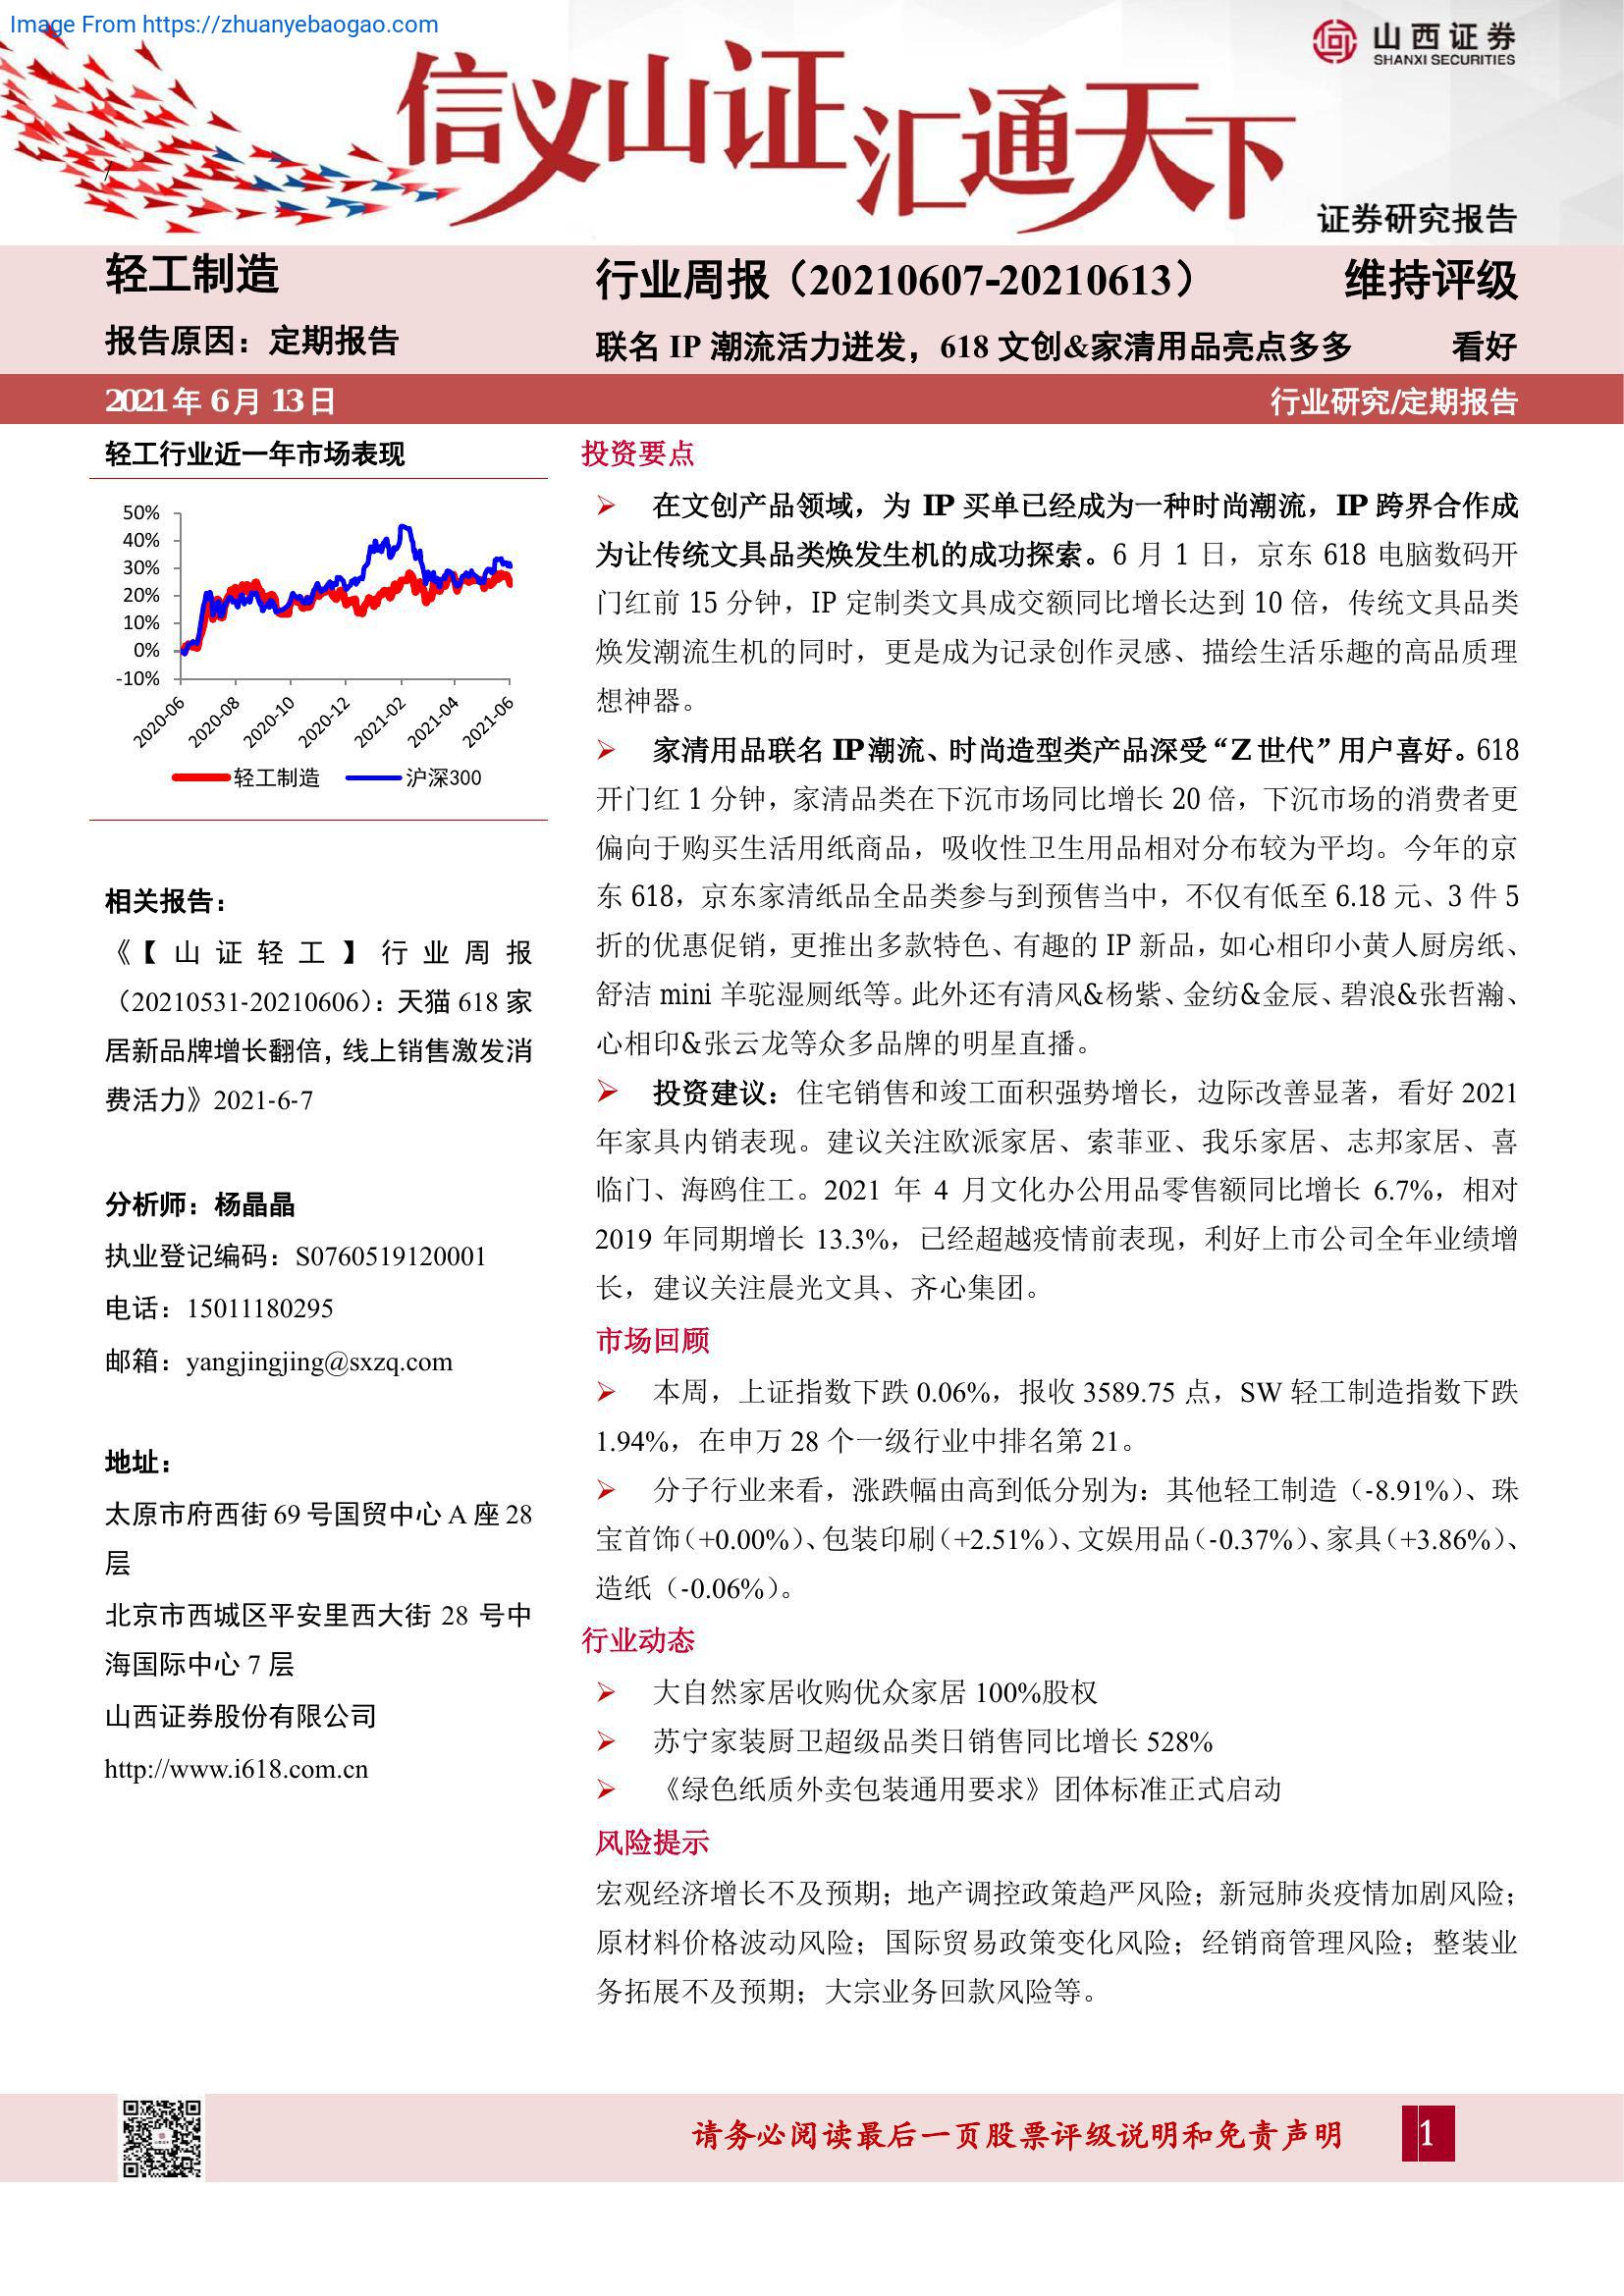 Image From https://zhuanyebaogao.com
山西证券
SHANXI SECURITIES
信义山证汇通天下
证券研究报告
轻工制造
报告原因：定期报告
行业周报（20210607-20210613）
维持评级
联名 IP 潮流活力迸发，618 文创&家清用品亮点多多
看好
2021 年 6 月 13 日
行业研究/定期报告
轻工行业近一年市场表现
50%
40%
30%
20%
10%
0%
-10%
2020-06
2020-08
2020-10
2020-12
2021-02
2021-04
2021-06
轻工制造
沪深300
相关报告：
《【山证轻工】行业周报
（20210531-20210606）：天猫 618 家
居新品牌增长翻倍，线上销售激发消
费活力》2021-6-7
分析师：杨晶晶
执业登记编码：S0760519120001
电话：15011180295
邮箱：yangjingjing@sxzq.com
地址：
太原市府西街 69 号国贸中心 A 座 28
层
北京市西城区平安里西大街 28 号中
海国际中心 7 层
山西证券股份有限公司
http://www.i618.com.cn
投资要点
➢ 在文创产品领域，为 IP 买单已经成为一种时尚潮流，IP 跨界合作成
为让传统文具品类焕发生机的成功探索。6 月 1 日，京东 618 电脑数码开
门红前 15 分钟，IP 定制类文具成交额同比增长达到 10 倍，传统文具品类
焕发潮流生机的同时，更是成为记录创作灵感、描绘生活乐趣的高品质理
想神器。
➢ 家清用品联名 IP 潮流、时尚造型类产品深受“Z 世代”用户喜好。618
开门红 1 分钟，家清品类在下沉市场同比增长 20 倍，下沉市场的消费者更
偏向于购买生活用纸商品，吸收性卫生用品相对分布较为平均。今年的京
东 618，京东家清纸品全品类参与到预售当中，不仅有低至 6.18 元、3 件 5
折的优惠促销，更推出多款特色、有趣的 IP 新品，如心相印小黄人厨房纸、
舒洁 mini 羊驼湿厕纸等。此外还有清风&杨紫、金纺&金辰、碧浪&张哲瀚、
心相印&张云龙等众多品牌的明星直播。
➢ 投资建议：住宅销售和竣工面积强势增长，边际改善显著，看好 2021
年家具内销表现。建议关注欧派家居、索菲亚、我乐家居、志邦家居、喜
临门、海鸥住工。2021 年 4 月文化办公用品零售额同比增长 6.7%，相对
2019 年同期增长 13.3%，已经超越疫情前表现，利好上市公司全年业绩增
长，建议关注晨光文具、齐心集团。
市场回顾
➢ 本周，上证指数下跌 0.06%，报收 3589.75 点，SW 轻工制造指数下跌
1.94%，在申万 28 个一级行业中排名第 21。
➢ 分子行业来看，涨跌幅由高到低分别为：其他轻工制造（-8.91%）、珠
宝首饰（+0.00%）、包装印刷（+2.51%）、文娱用品（-0.37%）、家具（+3.86%）、
造纸（-0.06%）。
行业动态
➢ 大自然家居收购优众家居 100%股权
➢ 苏宁家装厨卫超级品类日销售同比增长 528%
➢ 《绿色纸质外卖包装通用要求》团体标准正式启动
风险提示
宏观经济增长不及预期；地产调控政策趋严风险；新冠肺炎疫情加剧风险；
原材料价格波动风险；国际贸易政策变化风险；经销商管理风险；整装业
务拓展不及预期；大宗业务回款风险等。
请务必阅读最后一页股票评级说明和免责声明
1